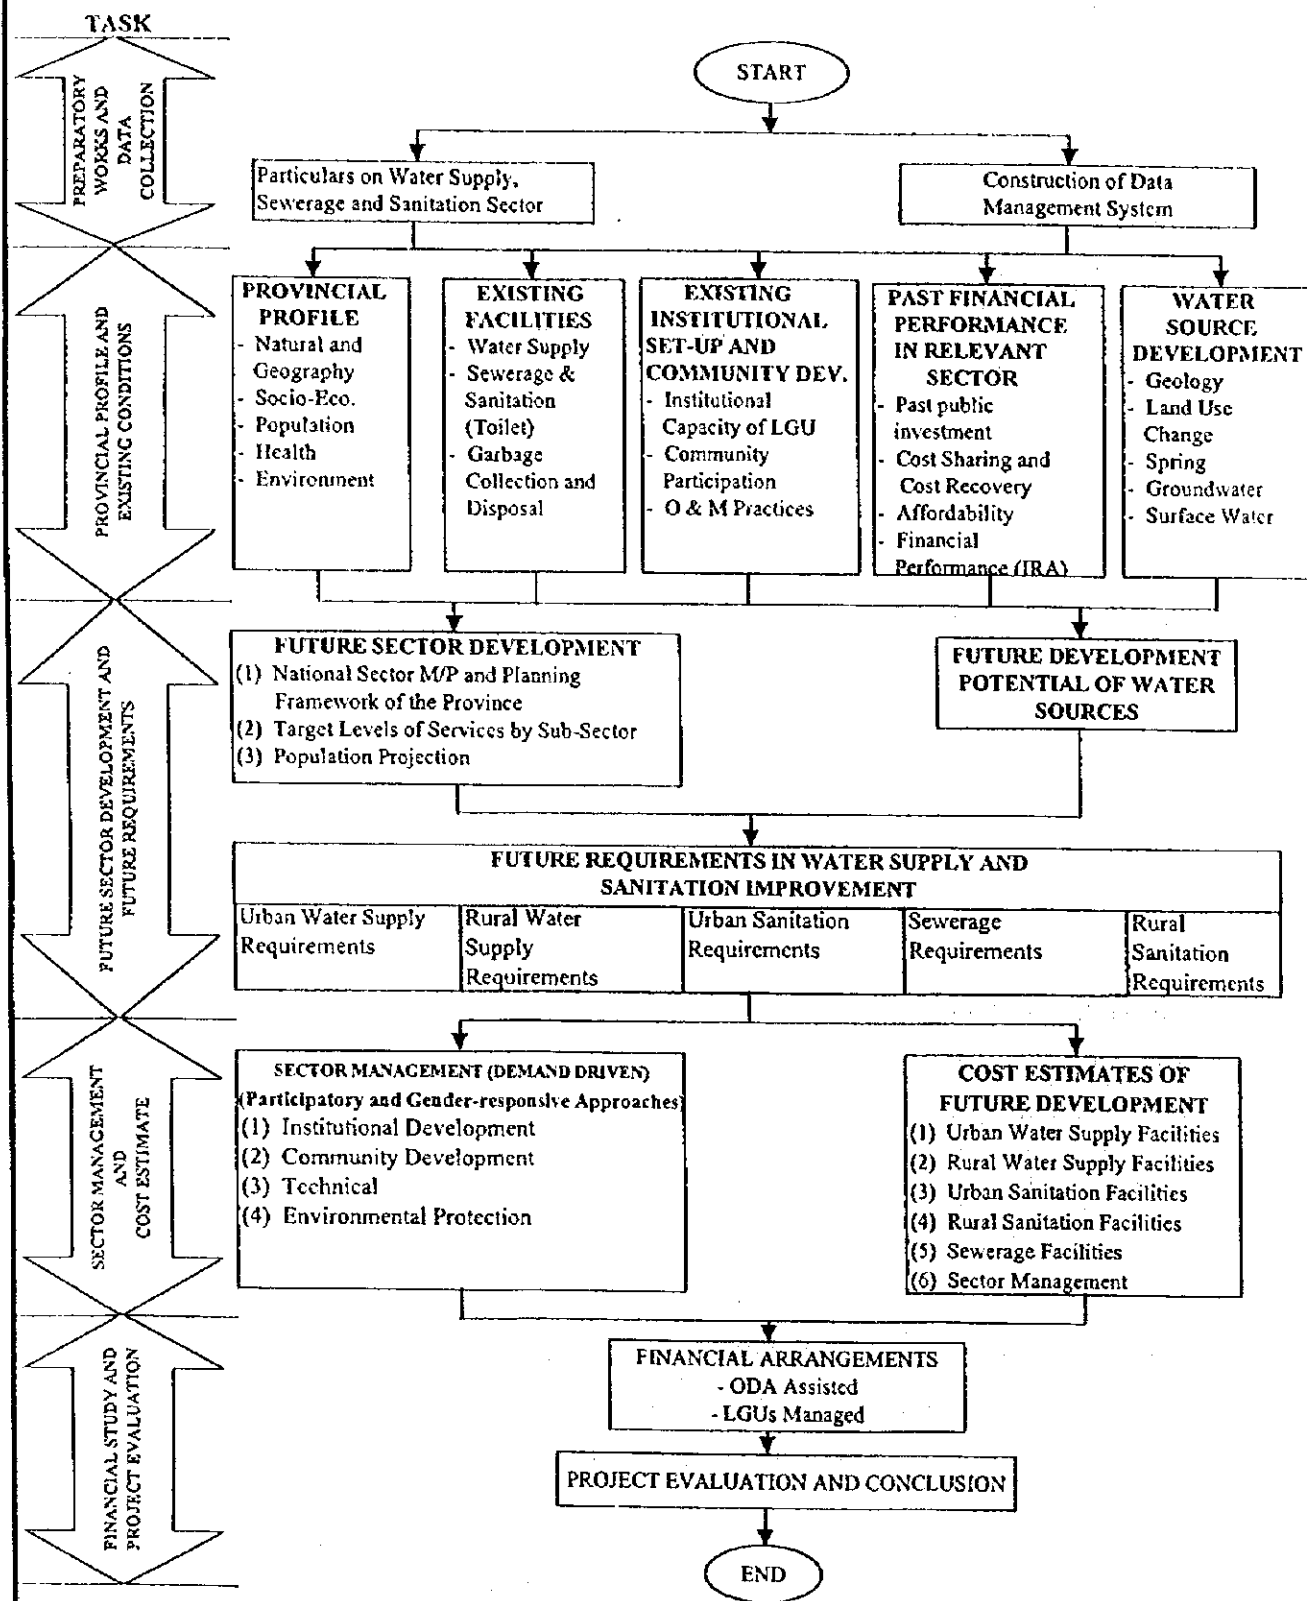 TASK
PREPARATORY
WORKS AND
DATA
COLLECTION
START
Particulars on Water Supply,
Sewerage and Sanitation Sector
Construction of Data
Management System
PROVINCIAL PROFILE AND
EXISTING CONDITIONS
PROVINCIAL
PROFILE
- Natural and
Geography
- Socio-Eco.
- Population
- Health
- Environment
EXISTING
FACILITIES
- Water Supply
- Sewerage &
Sanitation
(Toilet)
- Garbage
Collection and
Disposal
EXISTING
INSTITUTIONAL
SET-UP AND
COMMUNITY DEV.
- Institutional
Capacity of LGU
- Community
Participation
- O & M Practices
PAST FINANCIAL
PERFORMANCE
IN RELEVANT
SECTOR
- Past public
investment
- Cost Sharing and
Cost Recovery
- Affordability
- Financial
Performance (IRA)
WATER
SOURCE
DEVELOPMENT
- Geology
- Land Use
Change
- Spring
- Groundwater
- Surface Water
FUTURE SECTOR DEVELOPMENT AND
FUTURE REQUIREMENTS
FUTURE SECTOR DEVELOPMENT
(1) National Sector M/P and Planning
Framework of the Province
(2) Target Levels of Services by Sub-Sector
(3) Population Projection
FUTURE DEVELOPMENT
POTENTIAL OF WATER
SOURCES
FUTURE REQUIREMENTS IN WATER SUPPLY AND
SANITATION IMPROVEMENT
Urban Water Supply
Requirements
Rural Water
Supply
Requirements
Urban Sanitation
Requirements
Sewerage
Requirements
Rural
Sanitation
Requirements
SECTOR MANAGEMENT
AND
COST ESTIMATE
SECTOR MANAGEMENT (DEMAND DRIVEN)
(Participatory and Gender-responsive Approaches)
(1) Institutional Development
(2) Community Development
(3) Technical
(4) Environmental Protection
COST ESTIMATES OF
FUTURE DEVELOPMENT
(1) Urban Water Supply Facilities
(2) Rural Water Supply Facilities
(3) Urban Sanitation Facilities
(4) Rural Sanitation Facilities
(5) Sewerage Facilities
(6) Sector Management
FINANCIAL STUDY AND
PROJECT EVALUATION
FINANCIAL ARRANGEMENTS
- ODA Assisted
- LGUs Managed
PROJECT EVALUATION AND CONCLUSION
END